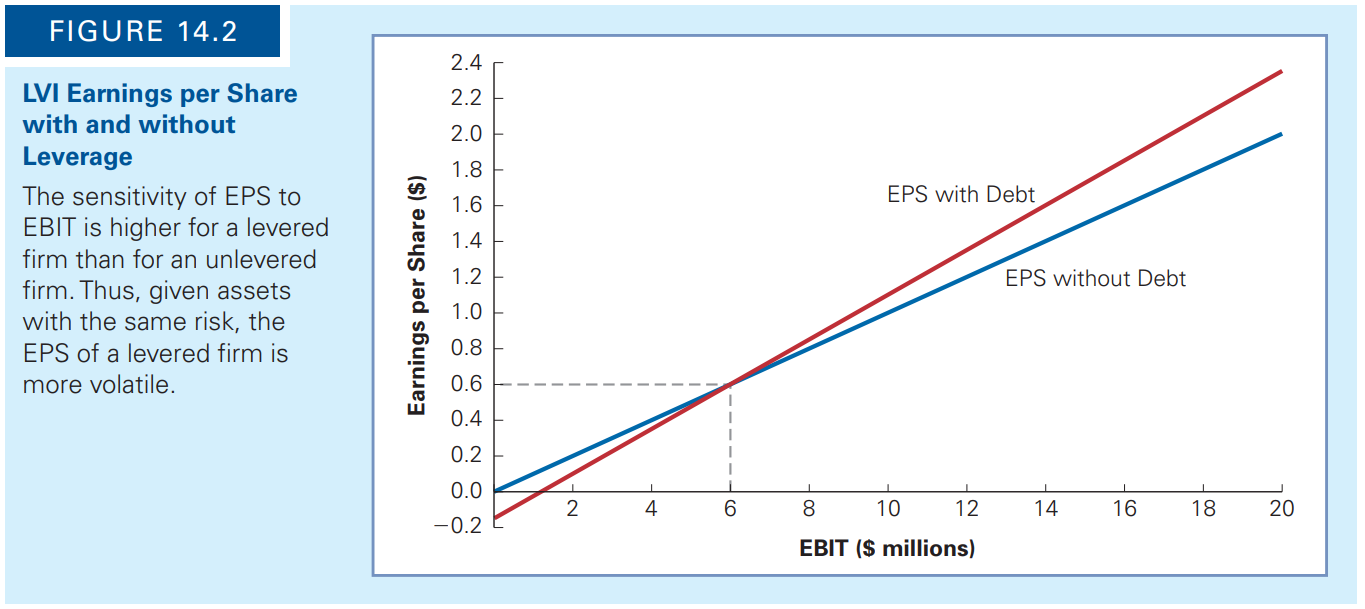 FIGURE 14.2
LVI Earnings per Share
with and without
Leverage
The sensitivity of EPS to
EBIT is higher for a levered
firm than for an unlevered
firm. Thus, given assets
with the same risk, the
EPS of a levered firm is
more volatile.
Earnings per Share ($)
2.4
2.2
2.0
1.8
1.6
1.4
1.2
1.0
0.8
0.6
0.4
0.2
0.0
−0.2
EPS with Debt
EPS without Debt
2 4 6 8 10 12 14 16 18 20
EBIT ($ millions)